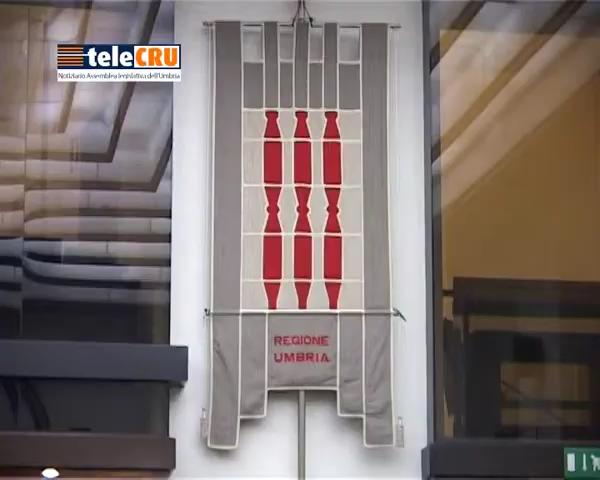 teleCRU
Notiziario Assemblea legislativa dell'Umbria
REGIONE
UMBRIA